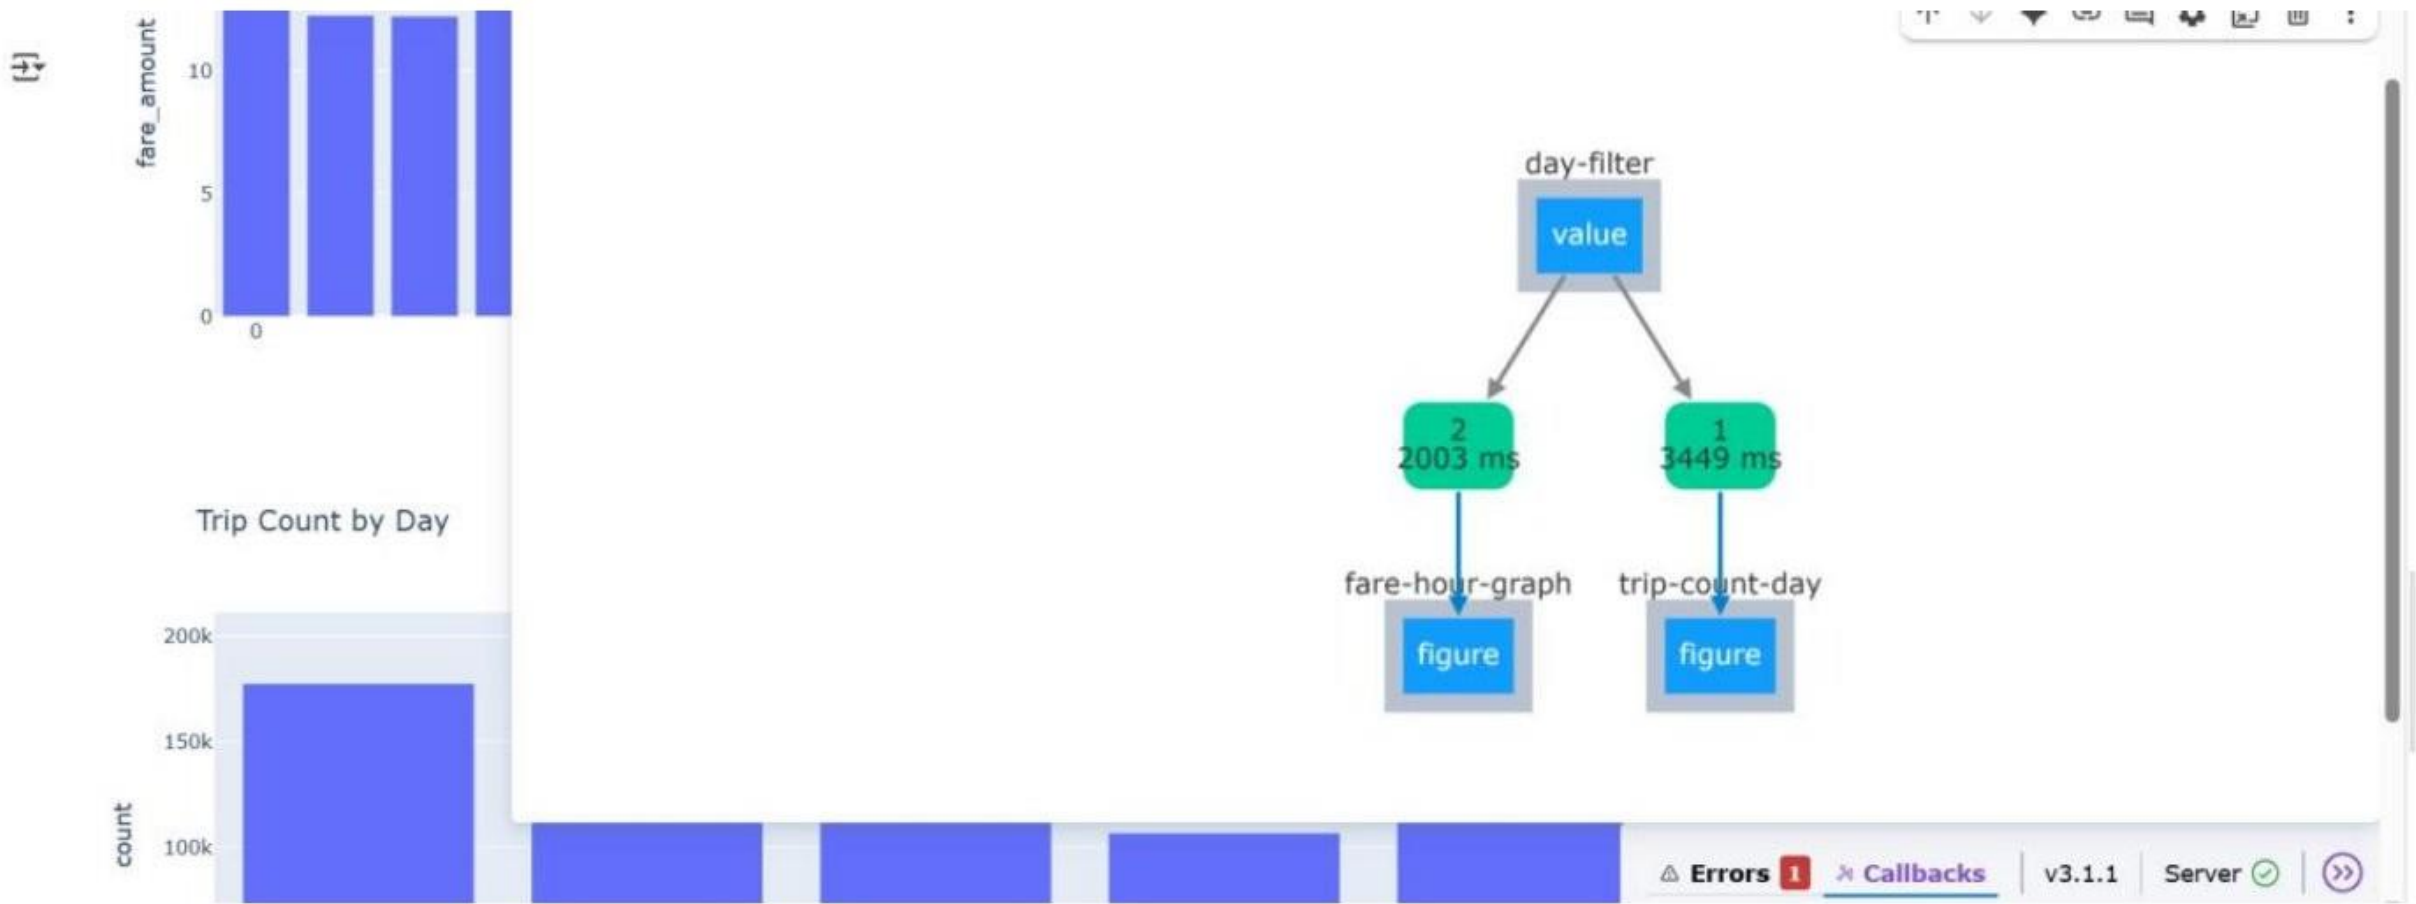 fare_amount
10
5
0
0
day-filter
value
2
2003 ms
1
3449 ms
fare-hour-graph
trip-count-day
figure
figure
Trip Count by Day
200k
150k
100k
count
Errors 1 Callbacks v3.1.1 Server